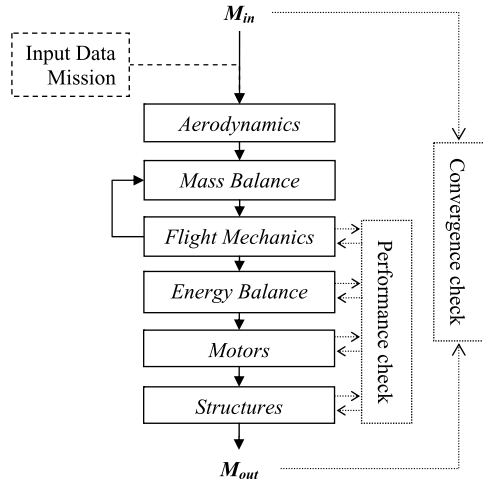 M_in
Input Data
Mission
Aerodynamics
Mass Balance
Flight Mechanics
Energy Balance
Motors
Structures
M_out
Performance check
Convergence check